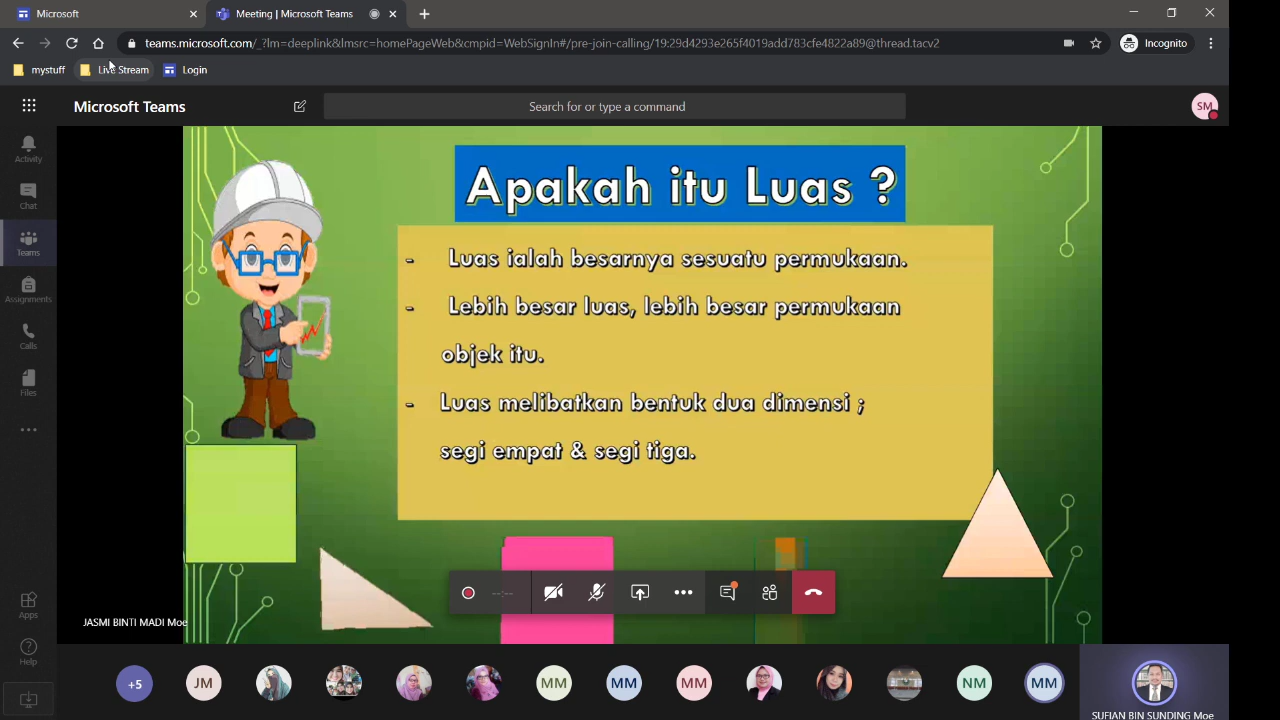 Microsoft
Meeting | Microsoft Teams
teams.microsoft.com/_?lm=deeplink&lmsrc=homePageWeb&cmpid=WebSignIn#/pre-join-calling/19:29d4293e265f4019add783cfe4822a89@thread.tacv2
Incognito
mystuff
Live Stream
Login
Microsoft Teams
Search for or type a command
SM
Activity
Chat
Teams
Assignments
Calls
Files
Apps
Help
Apakah itu Luas ?
- Luas ialah besarnya sesuatu permukaan.
- Lebih besar luas, lebih besar permukaan
objek itu.
- Luas melibatkan bentuk dua dimensi ;
segi empat & segi tiga.
--:--
JASMI BINTI MADI Moe
+5
JM
MM
MM
MM
NM
MM
SUFIAN BIN SUNDING Moe